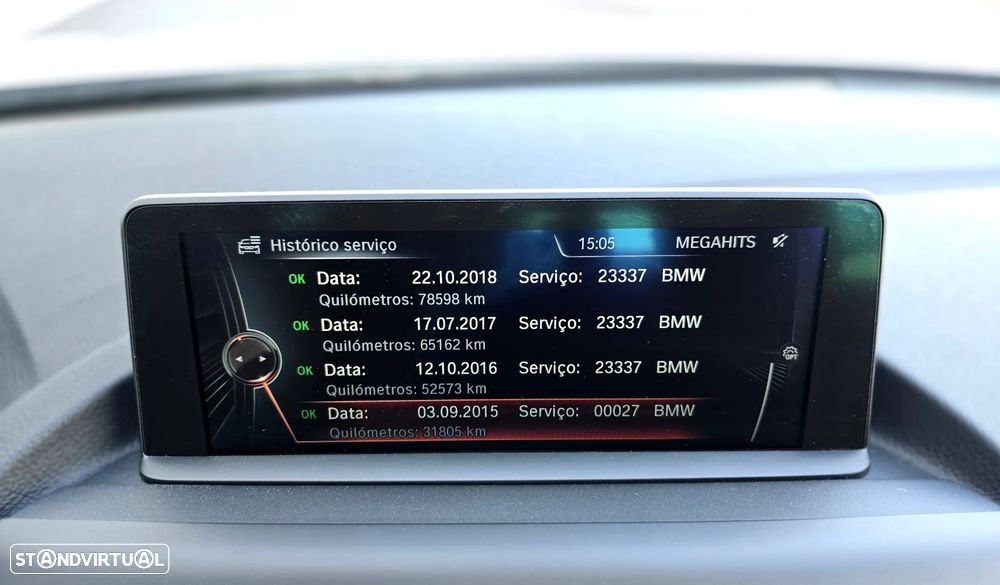 Histórico serviço 15:05 MEGAHITS
OK Data: 22.10.2018 Serviço: 23337 BMW
Quilómetros: 78598 km
OK Data: 17.07.2017 Serviço: 23337 BMW
Quilómetros: 65162 km
OK Data: 12.10.2016 Serviço: 23337 BMW
Quilómetros: 52573 km
OPT
OK Data: 03.09.2015 Serviço: 00027 BMW
Quilómetros: 31805 km
STANDVIRTUAL